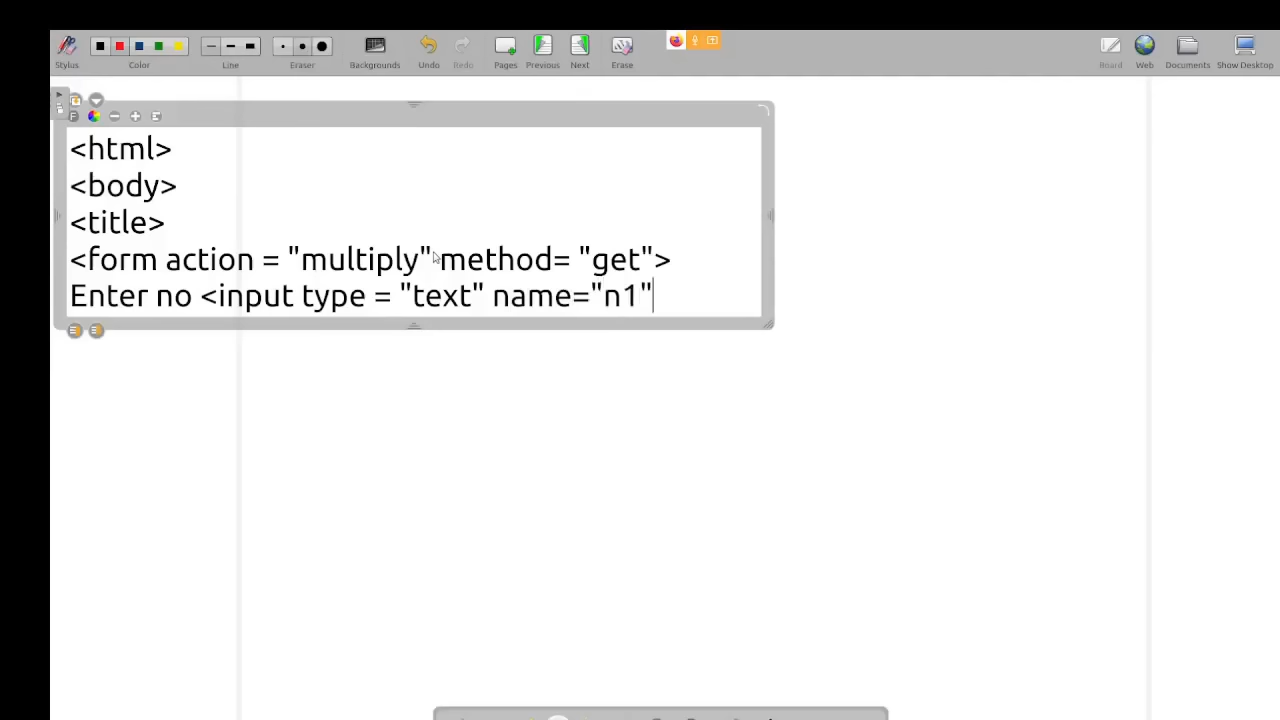 Stylus Color Line Eraser Backgrounds Undo Redo Pages Previous Next Erase Board Web Documents Show Desktop
<html>
<body>
<title>
<form action = "multiply" method= "get">
Enter no <input type = "text" name="n1"